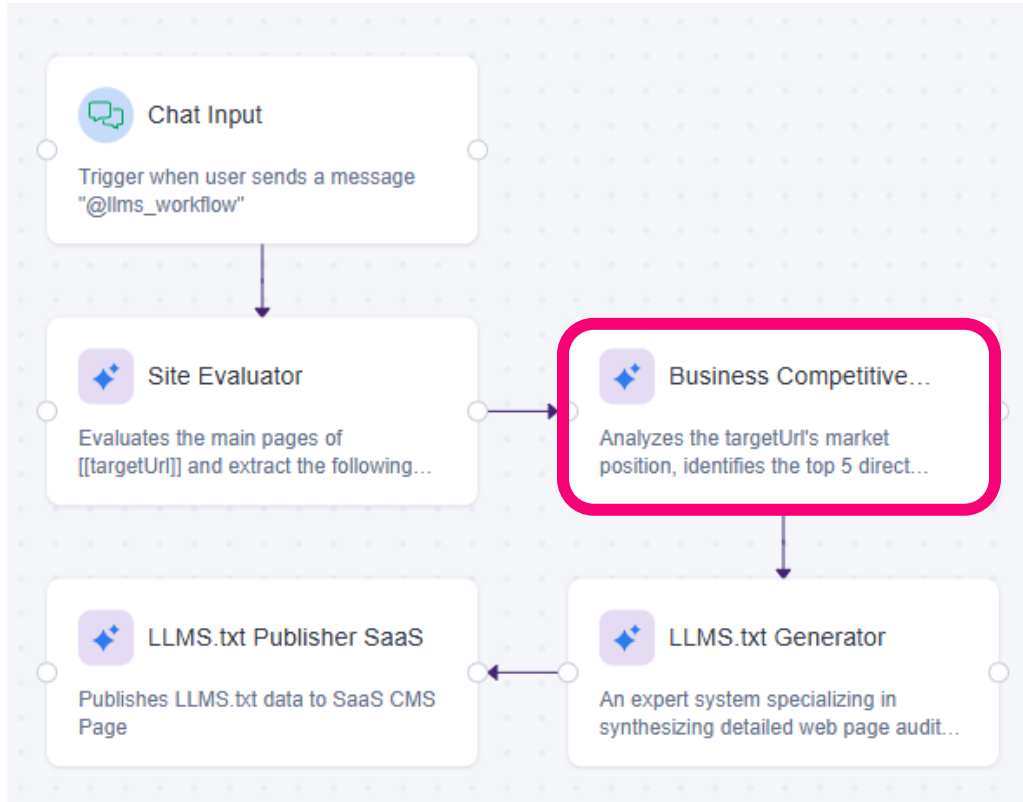 Chat Input
Trigger when user sends a message
"@llms_workflow"
Site Evaluator
Evaluates the main pages of
[[targetUrl]] and extract the following...
Business Competitive...
Analyzes the targetUrl's market
position, identifies the top 5 direct...
LLMS.txt Publisher SaaS
Publishes LLMS.txt data to SaaS CMS
Page
LLMS.txt Generator
An expert system specializing in
synthesizing detailed web page audit...